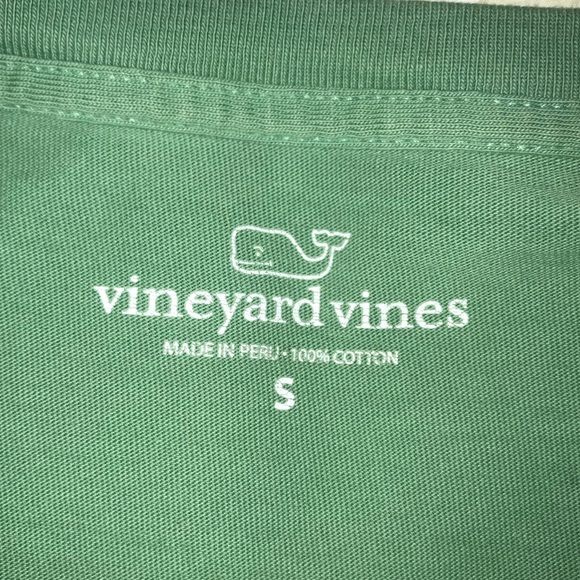 vineyard vines
MADE IN PERU • 100% COTTON
S